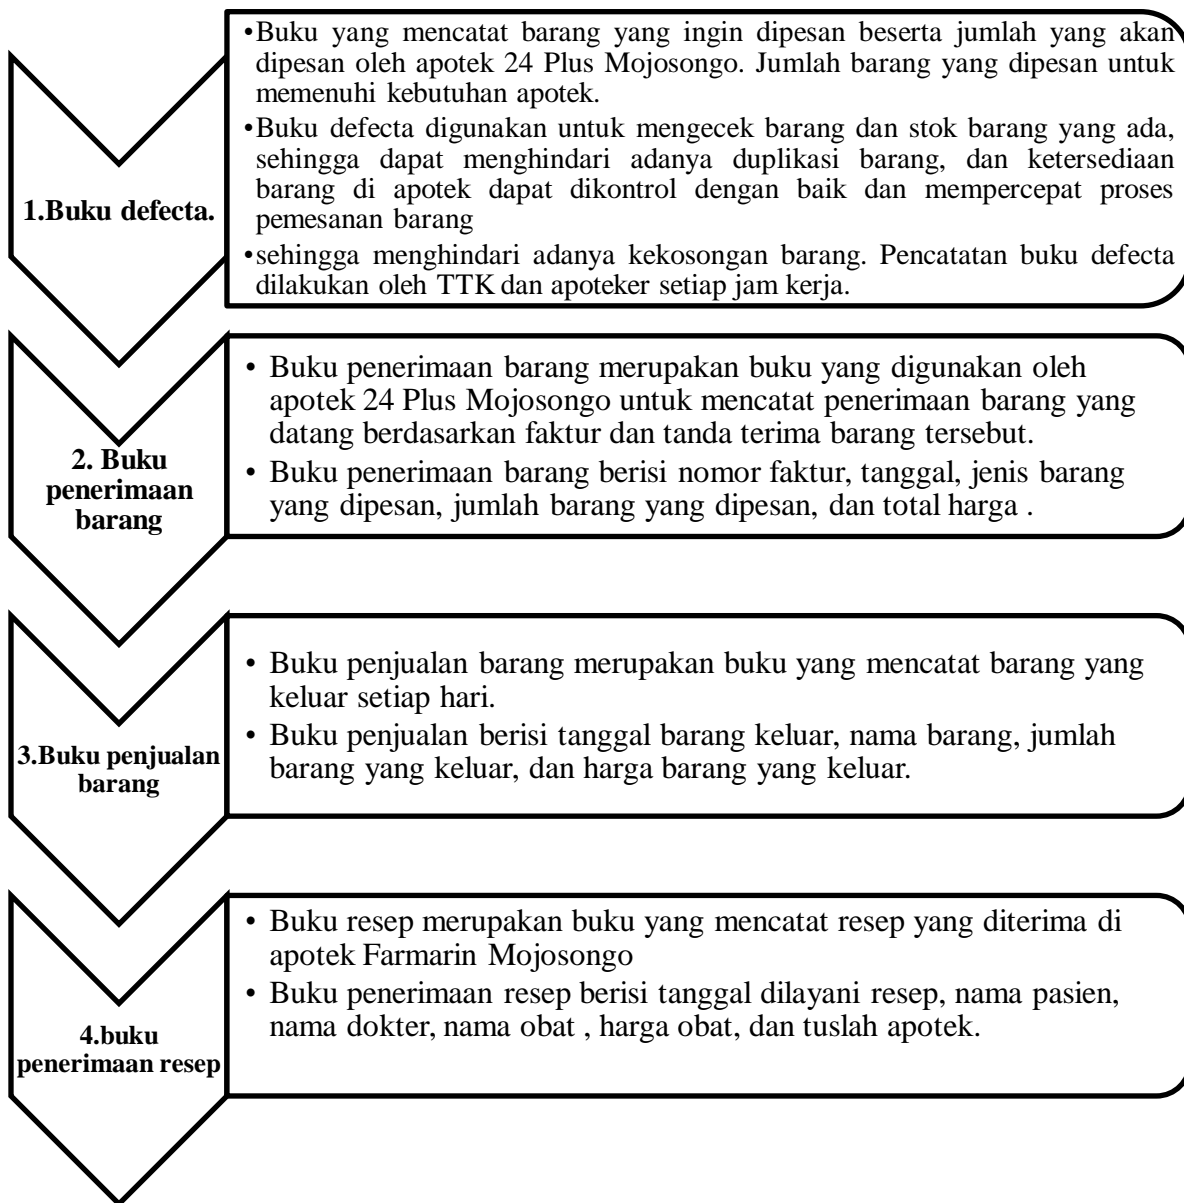 1.Buku defecta.
•Buku yang mencatat barang yang ingin dipesan beserta jumlah yang akan
dipesan oleh apotek 24 Plus Mojosongo. Jumlah barang yang dipesan untuk
memenuhi kebutuhan apotek.
•Buku defecta digunakan untuk mengecek barang dan stok barang yang ada,
sehingga dapat menghindari adanya duplikasi barang, dan ketersediaan
barang di apotek dapat dikontrol dengan baik dan mempercepat proses
pemesanan barang
•sehingga menghindari adanya kekosongan barang. Pencatatan buku defecta
dilakukan oleh TTK dan apoteker setiap jam kerja.
2. Buku
penerimaan
barang
• Buku penerimaan barang merupakan buku yang digunakan oleh
apotek 24 Plus Mojosongo untuk mencatat penerimaan barang yang
datang berdasarkan faktur dan tanda terima barang tersebut.
• Buku penerimaan barang berisi nomor faktur, tanggal, jenis barang
yang dipesan, jumlah barang yang dipesan, dan total harga .
3.Buku penjualan
barang
• Buku penjualan barang merupakan buku yang mencatat barang yang
keluar setiap hari.
• Buku penjualan berisi tanggal barang keluar, nama barang, jumlah
barang yang keluar, dan harga barang yang keluar.
4.buku
penerimaan resep
• Buku resep merupakan buku yang mencatat resep yang diterima di
apotek Farmarin Mojosongo
• Buku penerimaan resep berisi tanggal dilayani resep, nama pasien,
nama dokter, nama obat , harga obat, dan tuslah apotek.